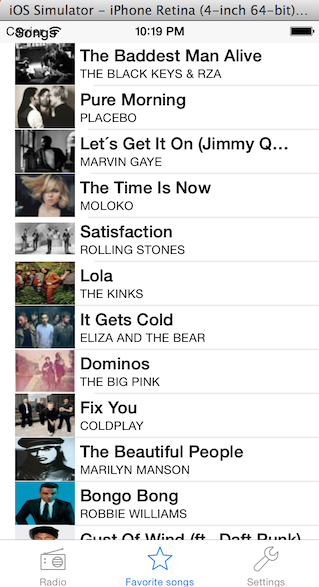 iOS Simulator – iPhone Retina (4-inch 64-bit)...
Carrier 10:19 PM
Songs
The Baddest Man Alive
THE BLACK KEYS & RZA
Pure Morning
PLACEBO
Let´s Get It On (Jimmy Q…
MARVIN GAYE
The Time Is Now
MOLOKO
Satisfaction
ROLLING STONES
Lola
THE KINKS
It Gets Cold
ELIZA AND THE BEAR
Dominos
THE BIG PINK
Fix You
COLDPLAY
The Beautiful People
MARILYN MANSON
Bongo Bong
ROBBIE WILLIAMS
Gust Of Wind (ft. Daft Punk)
Radio
Favorite songs
Settings